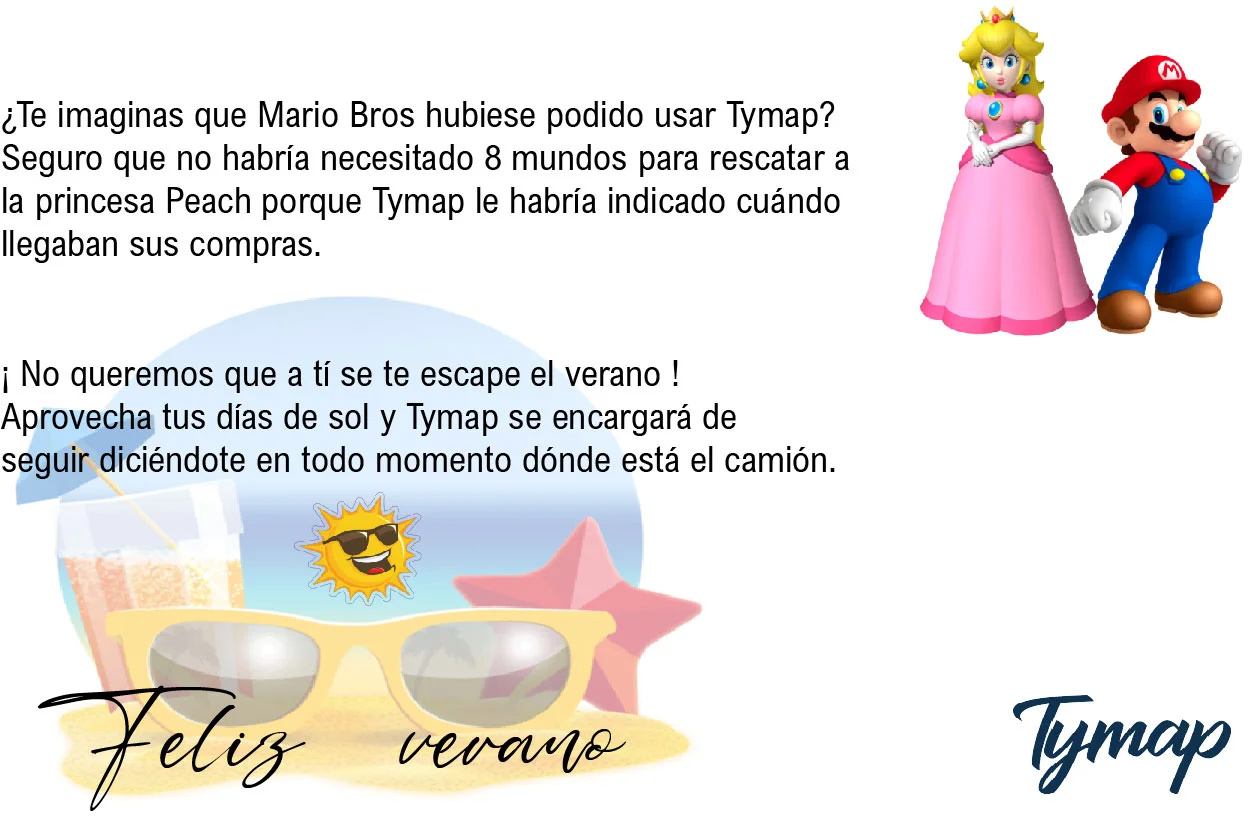 ¿Te imaginas que Mario Bros hubiese podido usar Tymap?
Seguro que no habría necesitado 8 mundos para rescatar a
la princesa Peach porque Tymap le habría indicado cuándo
llegaban sus compras.
¡ No queremos que a tí se te escape el verano !
Aprovecha tus días de sol y Tymap se encargará de
seguir diciéndote en todo momento dónde está el camión.
Feliz verano
Tymap
M